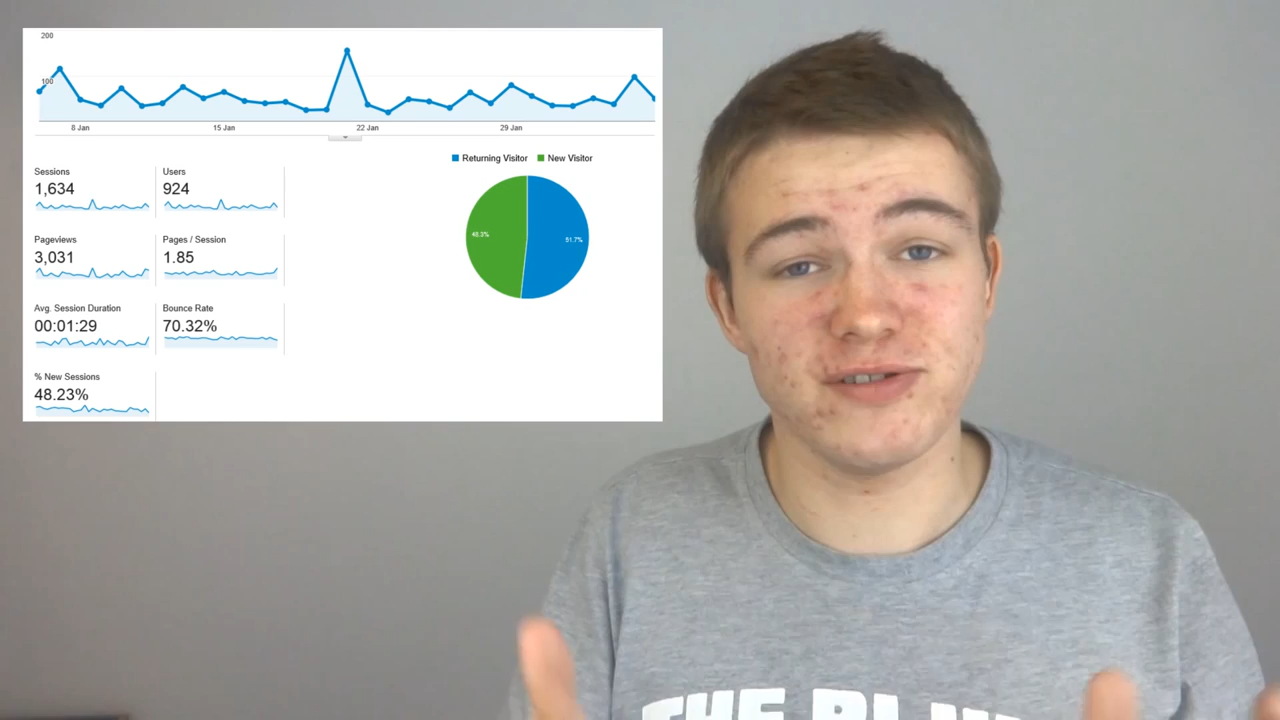 200
100
8 Jan
15 Jan
22 Jan
29 Jan
Returning Visitor
New Visitor
Sessions
1,634
Users
924
Pageviews
3,031
Pages / Session
1.85
Avg. Session Duration
00:01:29
Bounce Rate
70.32%
% New Sessions
48.23%
48.3%
51.7%
THE